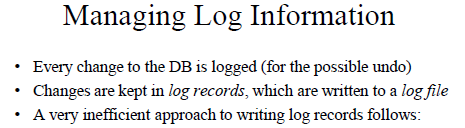 Managing Log Information
• Every change to the DB is logged (for the possible undo)
• Changes are kept in log records, which are written to a log file
• A very inefficient approach to writing log records follows: